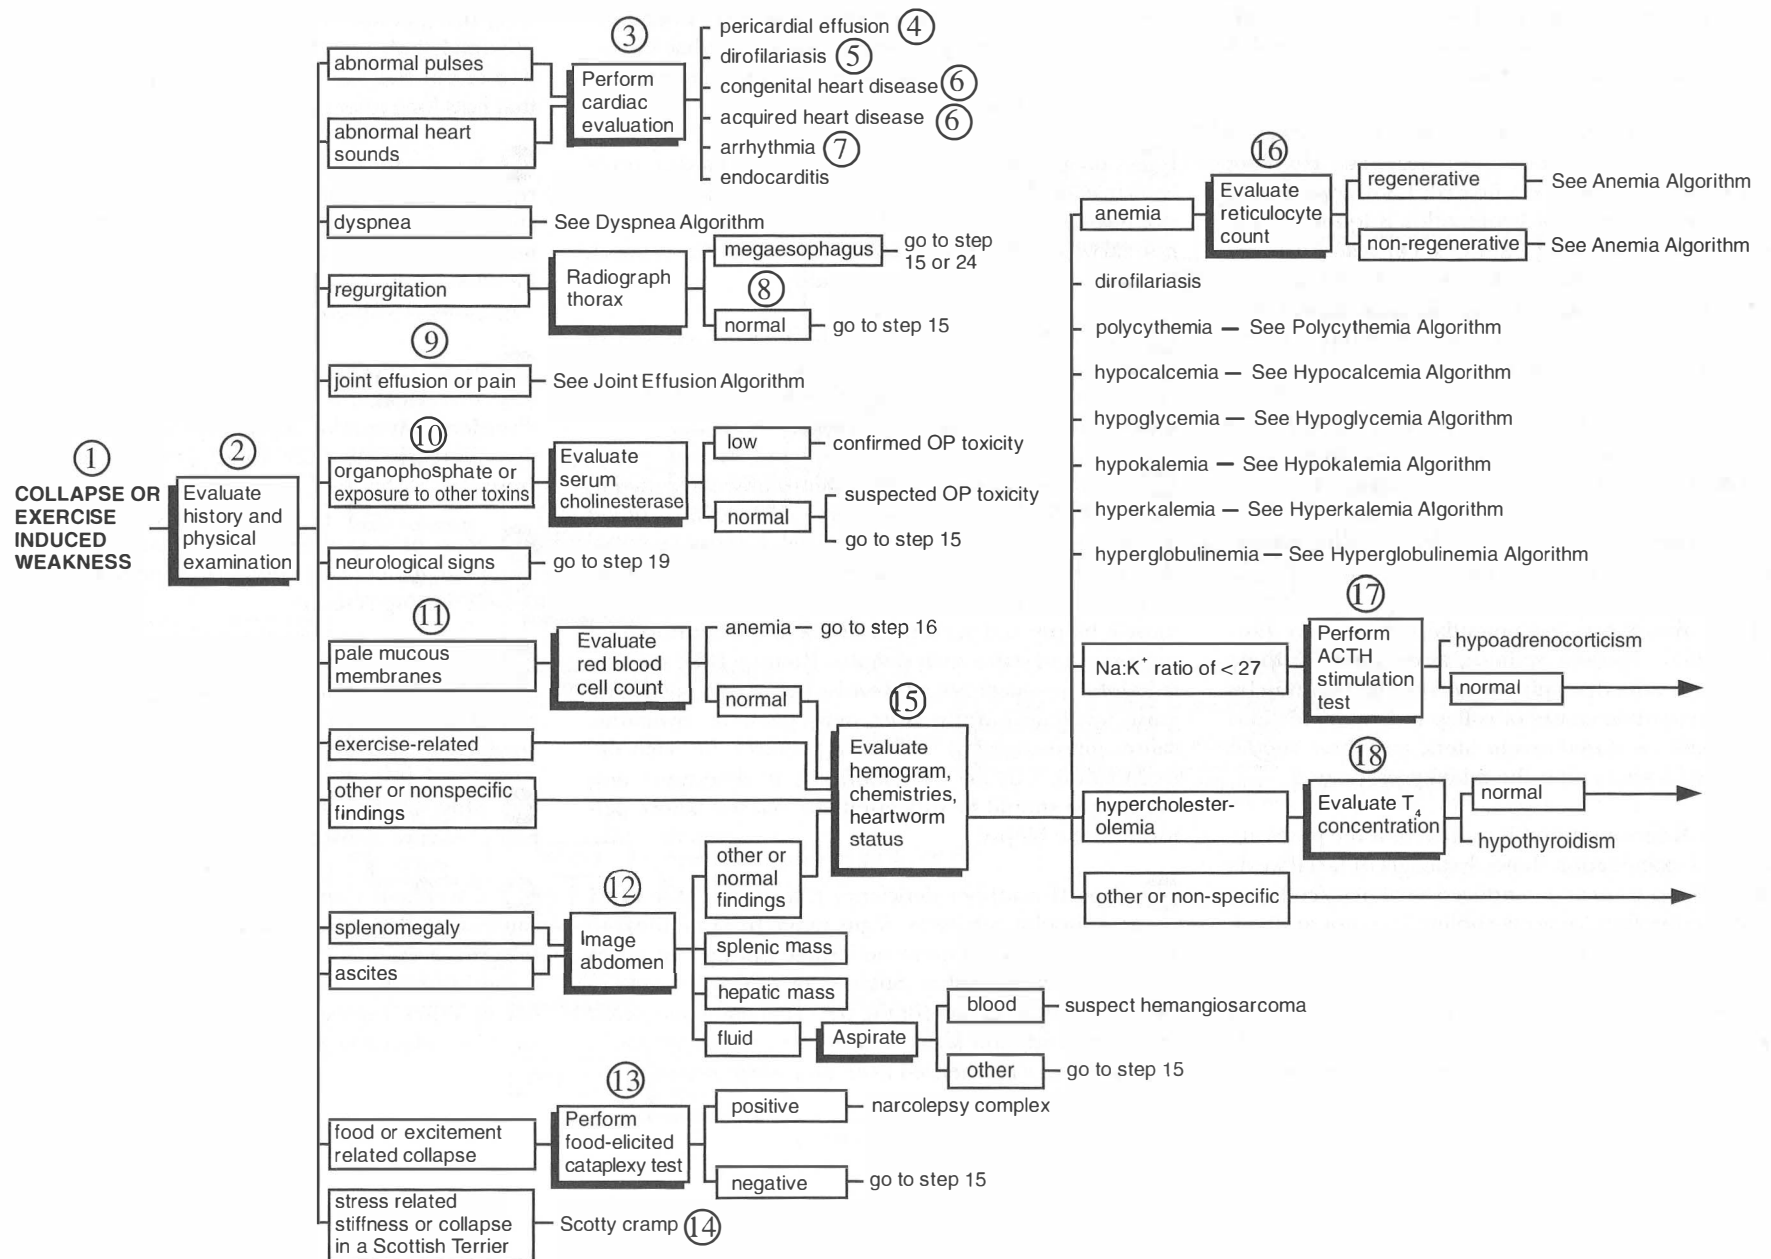 1
COLLAPSE OR
EXERCISE
INDUCED
WEAKNESS
2
Evaluate
history and
physical
examination
abnormal pulses
abnormal heart
sounds
3
Perform
cardiac
evaluation
pericardial effusion 4
dirofilariasis 5
congenital heart disease 6
acquired heart disease 6
arrhythmia 7
endocarditis
dyspnea
See Dyspnea Algorithm
regurgitation
Radiograph
thorax
megaesophagus
go to step
15 or 24
8
normal
go to step 15
9
joint effusion or pain
See Joint Effusion Algorithm
10
organophosphate or
exposure to other toxins
Evaluate
serum
cholinesterase
low
confirmed OP toxicity
normal
suspected OP toxicity
go to step 15
neurological signs
go to step 19
11
pale mucous
membranes
Evaluate
red blood
cell count
anemia — go to step 16
normal
exercise-related
other or nonspecific
findings
15
Evaluate
hemogram,
chemistries,
heartworm
status
splenomegaly
ascites
12
Image
abdomen
other or
normal
findings
splenic mass
hepatic mass
fluid
Aspirate
blood
suspect hemangiosarcoma
other
go to step 15
food or excitement
related collapse
13
Perform
food-elicited
cataplexy test
positive
narcolepsy complex
negative
go to step 15
stress related
stiffness or collapse
in a Scottish Terrier
Scotty cramp 14
anemia
16
Evaluate
reticulocyte
count
regenerative
See Anemia Algorithm
non-regenerative
See Anemia Algorithm
dirofilariasis
polycythemia — See Polycythemia Algorithm
hypocalcemia — See Hypocalcemia Algorithm
hypoglycemia — See Hypoglycemia Algorithm
hypokalemia — See Hypokalemia Algorithm
hyperkalemia — See Hyperkalemia Algorithm
hyperglobulinemia — See Hyperglobulinemia Algorithm
Na:K+ ratio of < 27
17
Perform
ACTH
stimulation
test
hypoadrenocorticism
normal
hypercholester-
olemia
18
Evaluate T4
concentration
normal
hypothyroidism
other or non-specific